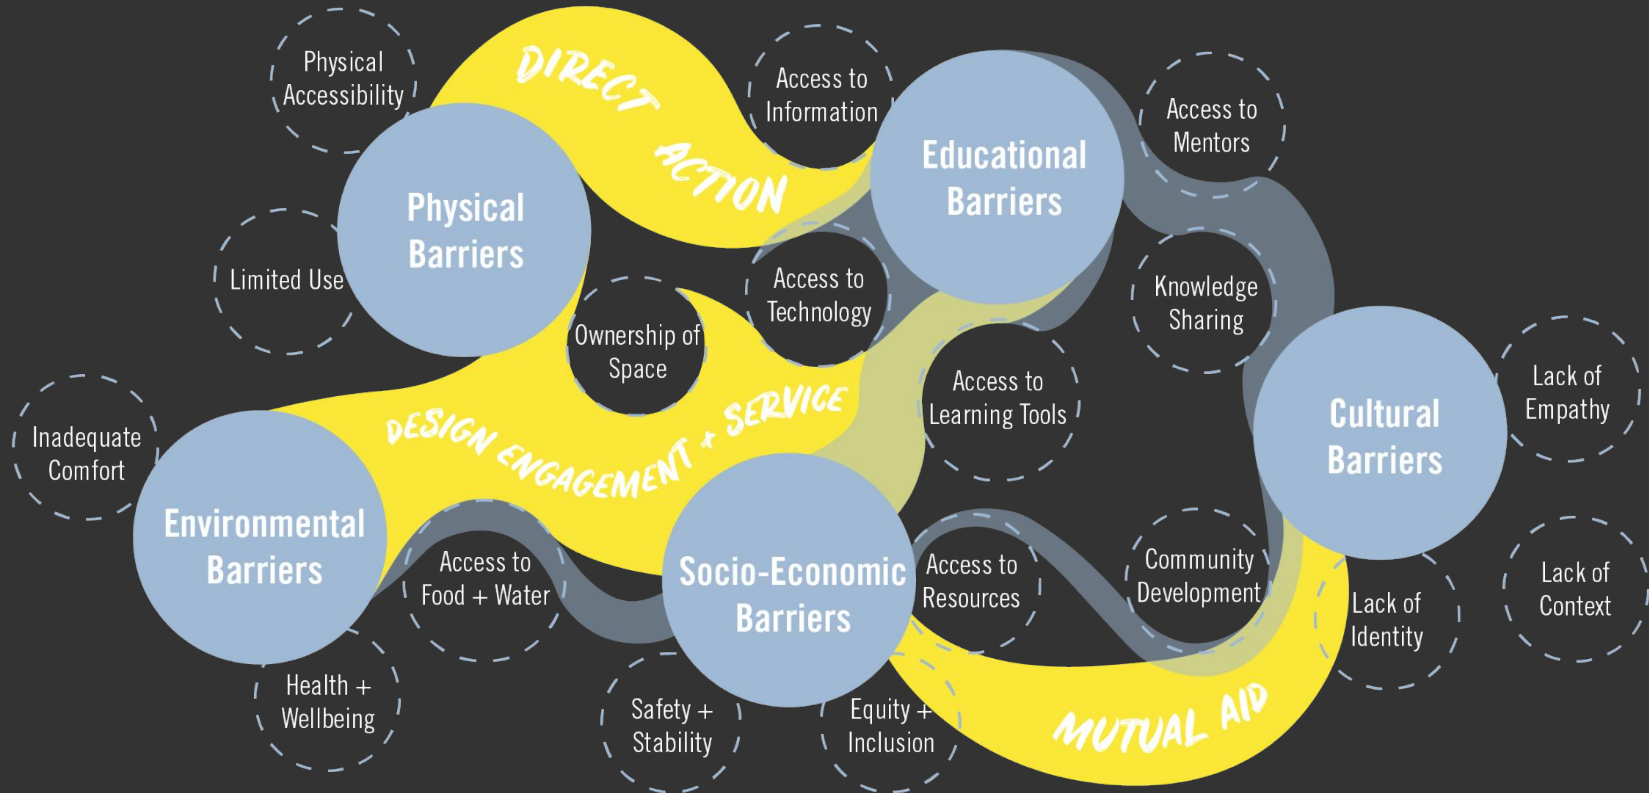 Physical
Accessibility
DIRECT
ACTION
Access to
Information
Educational
Barriers
Access to
Mentors
Physical
Barriers
Limited Use
Ownership of
Space
Access to
Technology
Knowledge
Sharing
Inadequate
Comfort
DESIGN ENGAGEMENT + SERVICE
Access to
Learning Tools
Cultural
Barriers
Lack of
Empathy
Environmental
Barriers
Access to
Food + Water
Socio-Economic
Barriers
Access to
Resources
Community
Development
Lack of
Identity
Lack of
Context
Health +
Wellbeing
Safety +
Stability
Equity +
Inclusion
MUTUAL AID